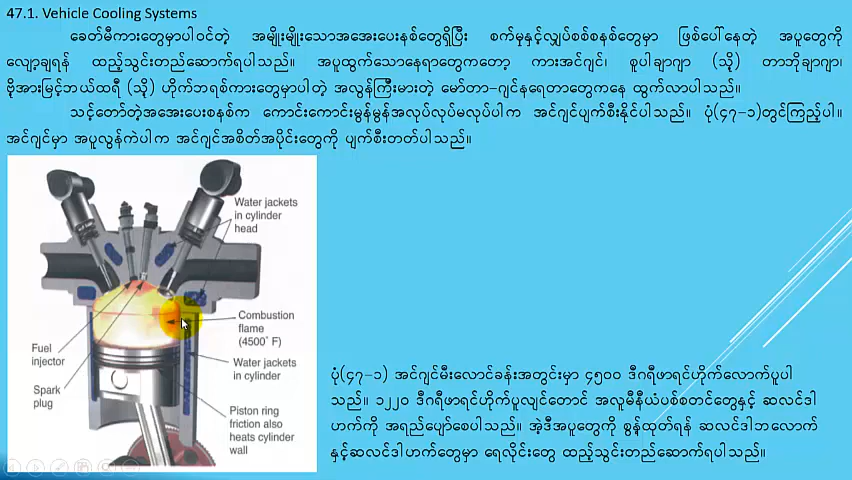 47.1. Vehicle Cooling Systems
ခေတ်မီကားတွေမှာပါဝင်တဲ့ အမျိုးမျိုးသောအအေးပေးနစ်တွေရှိပြီး စက်မှုနှင့်လျှပ်စစ်စနစ်တွေမှာ ဖြစ်ပေါ်နေတဲ့ အပူတွေကို
လျော့ချရန် ထည့်သွင်းတည်ဆောက်ရပါသည်။ အပူထွက်သောနေရာတွေကတော့ ကားအင်ဂျင်၊ စူပါချာဂျာ (သို့) တာဘိုချာဂျာ၊
ဗို့အားမြင့်ဘယ်ထရီ (သို့) ဟိုက်ဘရစ်ကားတွေမှာပါတဲ့ အလွန်ကြီးမားတဲ့ မော်တာ-ဂျင်နရေတာတွေကနေ ထွက်လာပါသည်။
သင့်တော်တဲ့အအေးပေးစနစ်က ကောင်းကောင်းမွန်မွန်အလုပ်လုပ်မလုပ်ပါက အင်ဂျင်ပျက်စီးနိုင်ပါသည်။ ပုံ(၄၇-၁)တွင်ကြည့်ပါ။
အင်ဂျင်မှာ အပူလွန်ကဲပါက အင်ဂျင်အစိတ်အပိုင်းတွေကို ပျက်စီးတတ်ပါသည်။
Water jackets
in cylinder
head
Combustion
flame
(4500° F)
Fuel
injector
Water jackets
in cylinder
Spark
plug
Piston ring
friction also
heats cylinder
wall
ပုံ(၄၇-၁) အင်ဂျင်မီးလောင်ခန်းအတွင်းမှာ ၄၅၀၀ ဒီဂရီဖာရင်ဟိုက်လောက်ပူပါ
သည်။ ၁၂၂၀ ဒီဂရီဖာရင်ဟိုက်ပူလျင်တောင် အလူမီနီယံပစ်စတင်တွေနှင့် ဆလင်ဒါ
ဟက်ကို အရည်ပျော်စေပါသည်။ အဲ့ဒီအပူတွေကို စွန့်ထုတ်ရန် ဆလင်ဒါဘလောက်
နှင့်ဆလင်ဒါဟက်တွေမှာ ရေလိုင်းတွေ ထည့်သွင်းတည်ဆောက်ရပါသည်။